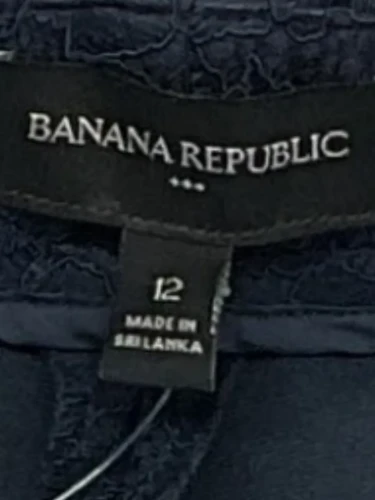 BANANA REPUBLIC
12
MADE IN
SRI LANKA